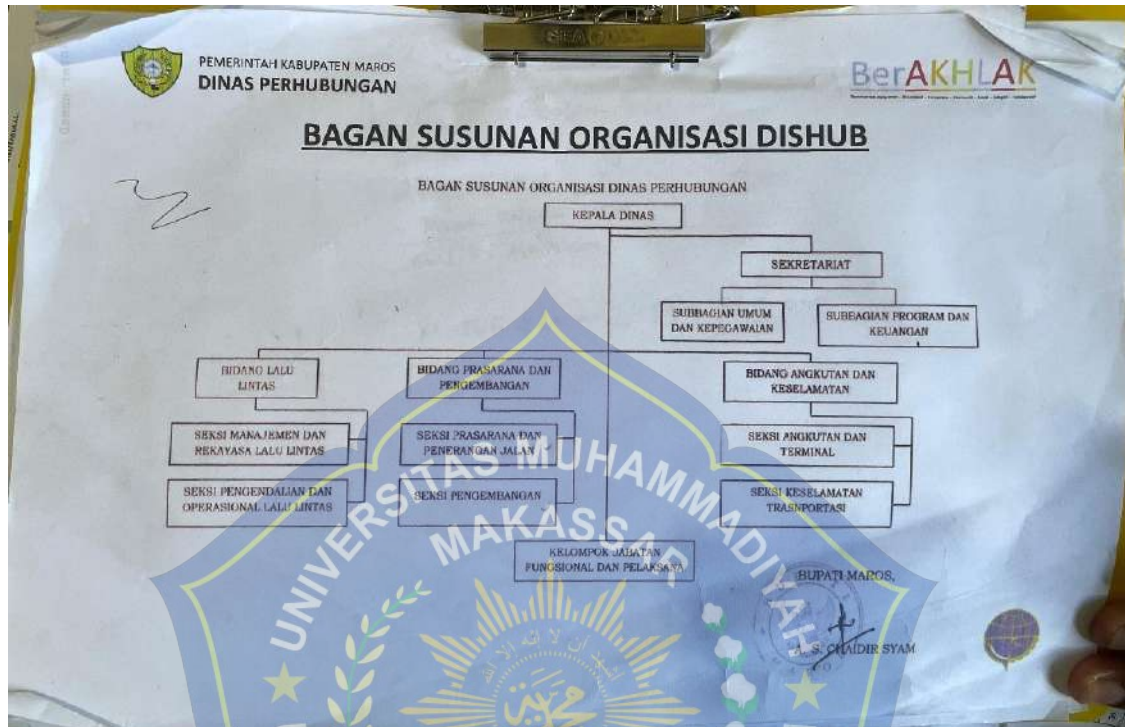 PEMERINTAH KABUPATEN MAROS
DINAS PERHUBUNGAN
BerAKHLAK
BAGAN SUSUNAN ORGANISASI DISHUB
BAGAN SUSUNAN ORGANISASI DINAS PERHUBUNGAN
KEPALA DINAS
SEKRETARIAT
SUBBAGIAN UMUM
DAN KEPEGAWAIAN
SUBBAGIAN PROGRAM DAN
KEUANGAN
BIDANG LALU
LINTAS
BIDANG PRASARANA DAN
PENGEMBANGAN
BIDANG ANGKUTAN DAN
KESELAMATAN
SEKSI MANAJEMEN DAN
REKAYASA LALU LINTAS
SEKSI PRASARANA DAN
PENERANGAN JALAN
SEKSI ANGKUTAN DAN
TERMINAL
SEKSI PENGENDALIAN DAN
OPERASIONAL LALU LINTAS
SEKSI PENGEMBANGAN
SEKSI KESELAMATAN
TRASNPORTASI
KELOMPOK JABATAN
FUNGSIONAL DAN PELAKSANA
BUPATI MAROS,
A. S. CHAIDIR SYAM
UNIVERSITAS MUHAMMADIYAH
MAKASSAR